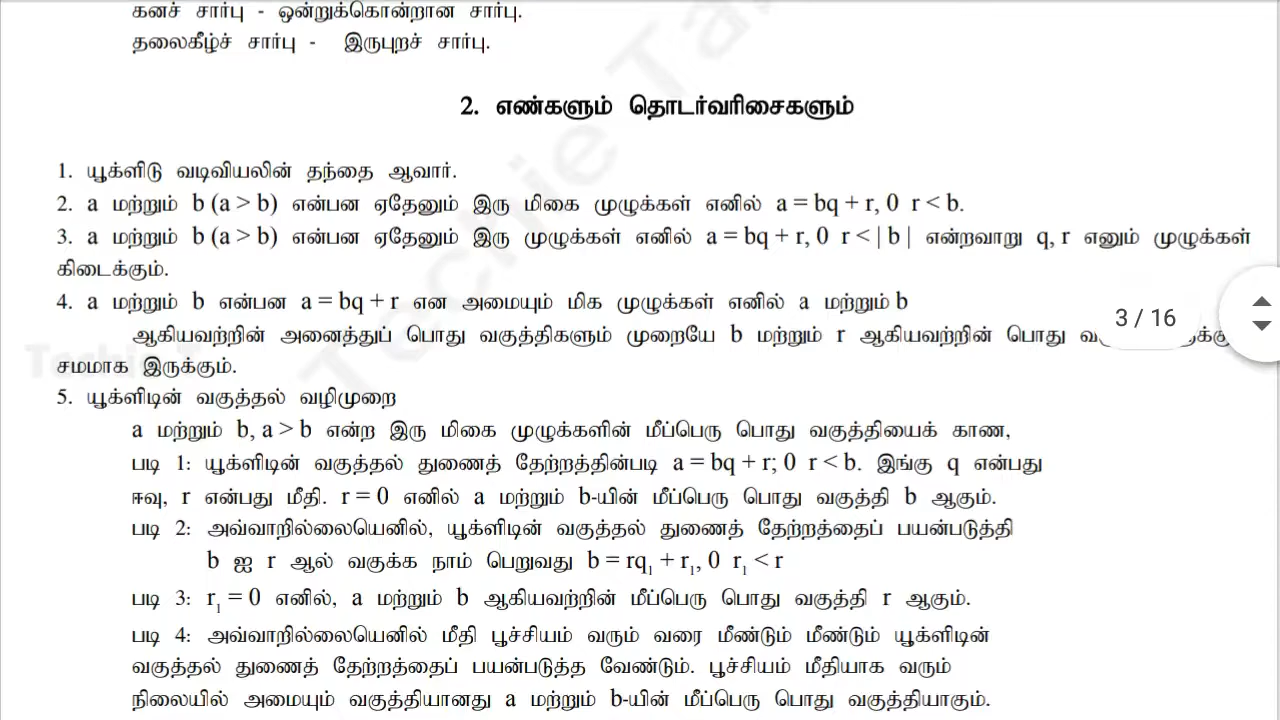 கனச் சார்பு - ஒன்றுக்கொன்றான சார்பு.
தலைகீழ்ச் சார்பு - இருபுறச் சார்பு.
2. எண்களும் தொடர்வரிசைகளும்
1. யூக்ளிடு வடிவியலின் தந்தை ஆவார்.
2. a மற்றும் b (a > b) என்பன ஏதேனும் இரு மிகை முழுக்கள் எனில் a = bq + r, 0 r < b.
3. a மற்றும் b (a > b) என்பன ஏதேனும் இரு முழுக்கள் எனில் a = bq + r, 0 r < | b | என்றவாறு q, r எனும் முழுக்கள்
கிடைக்கும்.
4. a மற்றும் b என்பன a = bq + r என அமையும் மிக முழுக்கள் எனில் a மற்றும் b
3 / 16
ஆகியவற்றின் அனைத்துப் பொது வகுத்திகளும் முறையே b மற்றும் r ஆகியவற்றின் பொது
சமமாக இருக்கும்.
5. யூக்ளிடின் வகுத்தல் வழிமுறை
a மற்றும் b, a > b என்ற இரு மிகை முழுக்களின் மீப்பெரு பொது வகுத்தியைக் காண,
படி 1: யூக்ளிடின் வகுத்தல் துணைத் தேற்றத்தின்படி a = bq + r; 0 r < b. இங்கு q என்பது
ஈவு, r என்பது மீதி. r = 0 எனில் a மற்றும் b-யின் மீப்பெரு பொது வகுத்தி b ஆகும்.
படி 2: அவ்வாறில்லையெனில், யூக்ளிடின் வகுத்தல் துணைத் தேற்றத்தைப் பயன்படுத்தி
b ஐ r ஆல் வகுக்க நாம் பெறுவது b = rq₁ + r₁, 0 r₁ < r
படி 3: r₁ = 0 எனில், a மற்றும் b ஆகியவற்றின் மீப்பெரு பொது வகுத்தி r ஆகும்.
படி 4: அவ்வாறில்லையெனில் மீதி பூச்சியம் வரும் வரை மீண்டும் மீண்டும் யூக்ளிடின்
வகுத்தல் துணைத் தேற்றத்தைப் பயன்படுத்த வேண்டும். பூச்சியம் மீதியாக வரும்
நிலையில் அமையும் வகுத்தியானது a மற்றும் b-யின் மீப்பெரு பொது வகுத்தியாகும்.